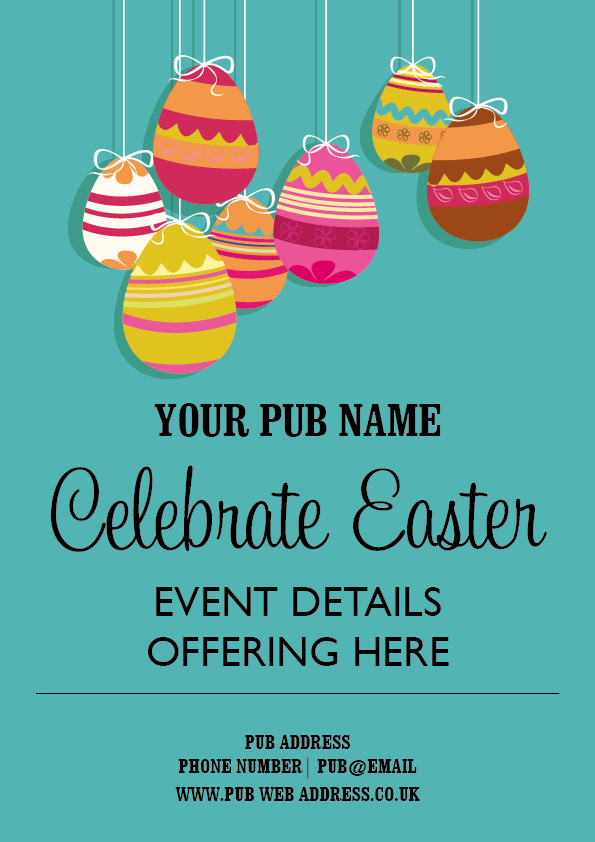 YOUR PUB NAME
Celebrate Easter
EVENT DETAILS
OFFERING HERE
PUB ADDRESS
PHONE NUMBER | PUB@EMAIL
WWW.PUB WEB ADDRESS.CO.UK